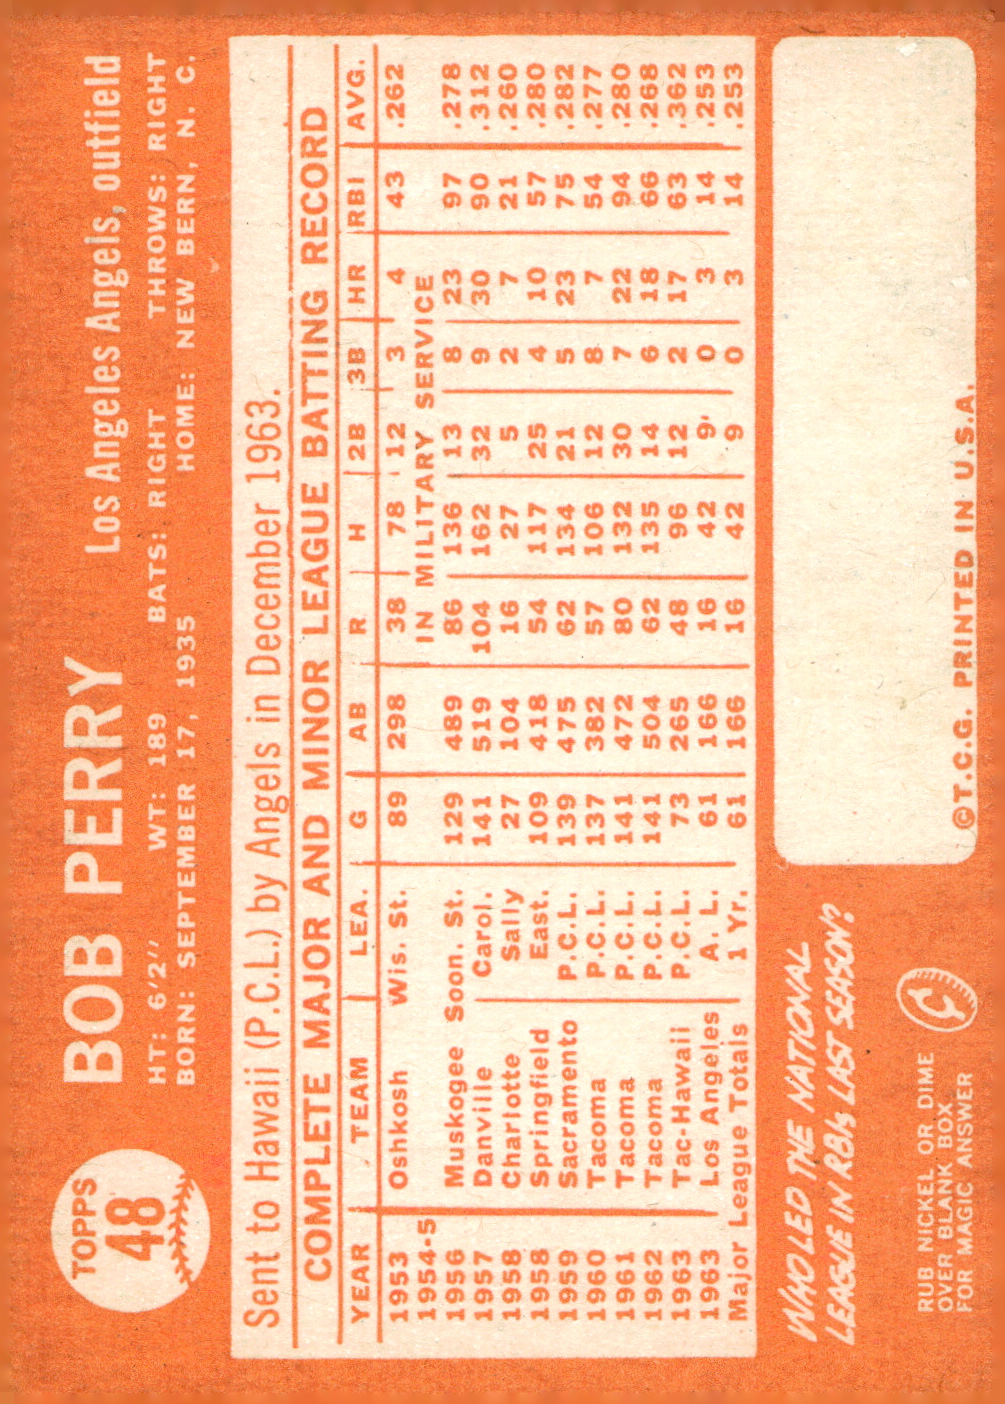 TOPPS
48
BOB PERRY
Los Angeles Angels, outfield
HT: 6'2" WT: 189 BATS: RIGHT THROWS: RIGHT
BORN: SEPTEMBER 17, 1935 HOME: NEW BERN, N. C.
Sent to Hawaii (P.C.L.) by Angels in December 1963.
COMPLETE MAJOR AND MINOR LEAGUE BATTING RECORD
YEAR TEAM LEA. G AB R H 2B 3B HR RBI AVG.
1953 Oshkosh Wis. St. 89 298 38 78 12 3 4 43 .262
1954-5 IN MILITARY SERVICE
1956 Muskogee Soon. St. 129 489 86 136 13 8 23 97 .278
1957 Danville Carol. 141 519 104 162 32 9 30 90 .312
1958 Charlotte Sally 27 104 16 27 5 2 7 21 .260
1958 Springfield East. 109 418 54 117 25 4 10 57 .280
1959 Sacramento P.C.L. 139 475 62 134 21 5 23 75 .282
1960 Tacoma P.C.L. 137 382 57 106 12 8 7 54 .277
1961 Tacoma P.C.L. 141 472 80 132 30 7 22 94 .280
1962 Tacoma P.C.L. 141 504 62 135 14 6 18 66 .268
1963 Tac-Hawaii P.C.L. 73 265 48 96 12 2 17 63 .362
1963 Los Angeles A. L. 61 166 16 42 9 0 3 14 .253
Major League Totals 1 Yr. 61 166 16 42 9 0 3 14 .253
WHO LED THE NATIONAL
LEAGUE IN RBIs LAST SEASON?
RUB NICKEL OR DIME
OVER BLANK BOX
FOR MAGIC ANSWER
©T.C.G. PRINTED IN U.S.A.